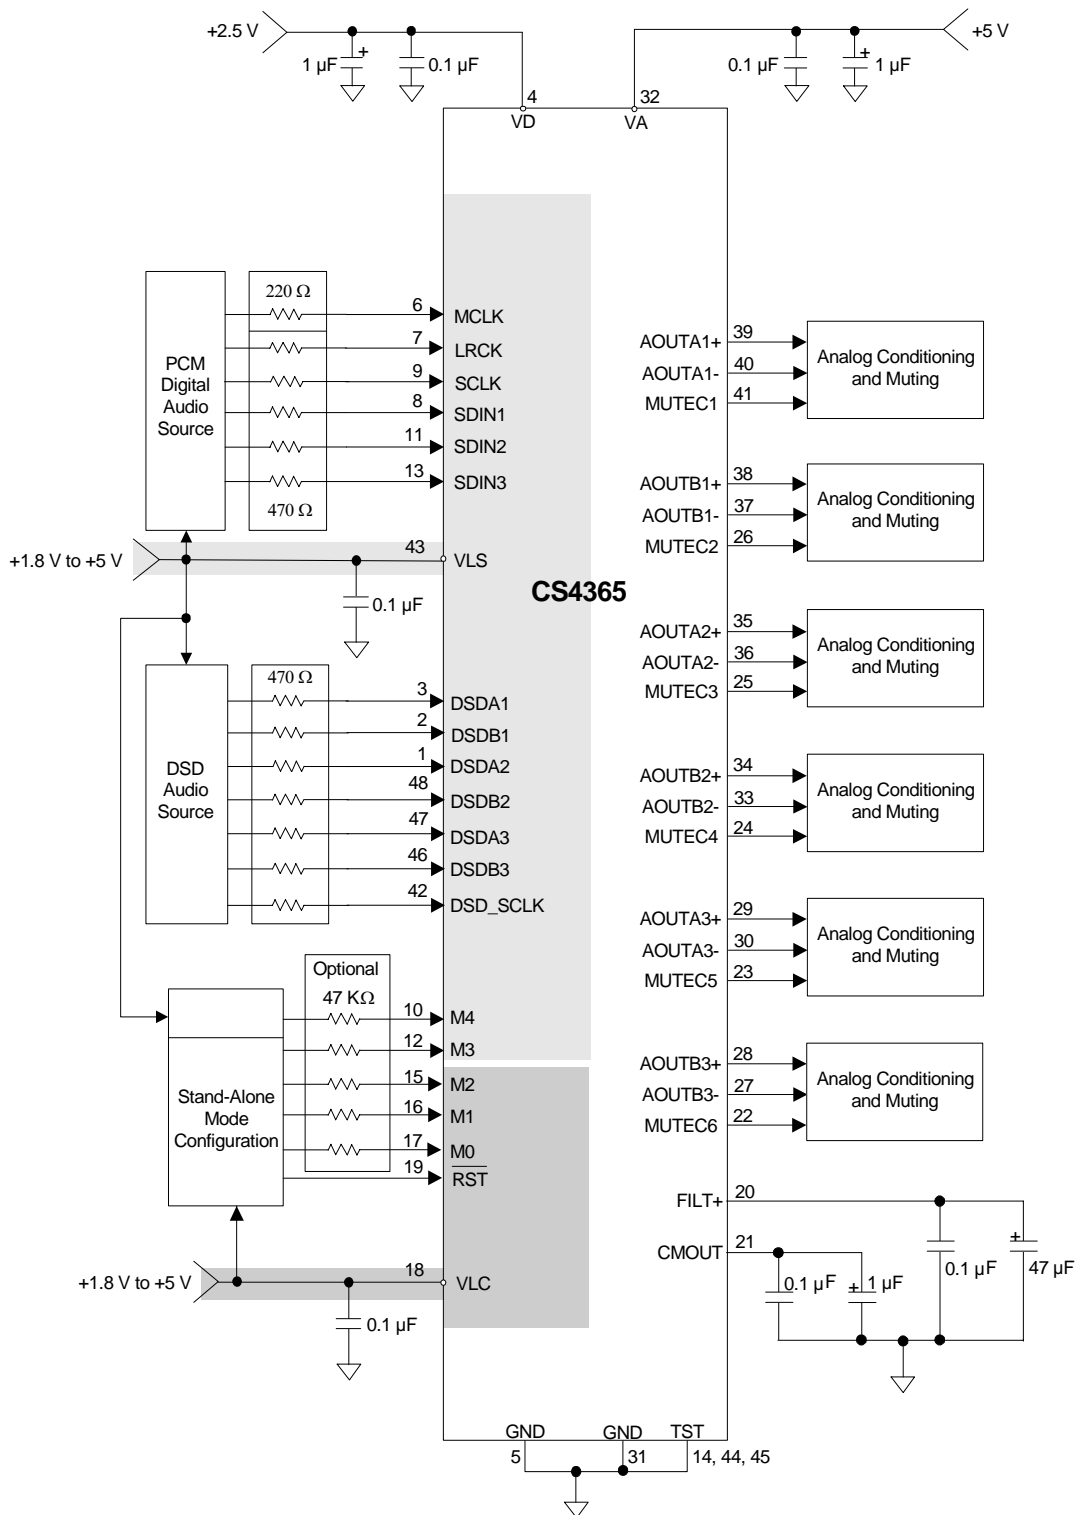 +2.5 V
+5 V
1 µF
+
0.1 µF
0.1 µF
+
1 µF
4
32
VD
VA
PCM
Digital
Audio
Source
220 Ω
470 Ω
6
MCLK
7
LRCK
9
SCLK
8
SDIN1
11
SDIN2
13
SDIN3
+1.8 V to +5 V
43
VLS
0.1 µF
CS4365
DSD
Audio
Source
470 Ω
3
DSDA1
2
DSDB1
1
DSDA2
48
DSDB2
47
DSDA3
46
DSDB3
42
DSD_SCLK
Optional
47 KΩ
Stand-Alone
Mode
Configuration
10
M4
12
M3
15
M2
16
M1
17
M0
19
RST
+1.8 V to +5 V
18
VLC
0.1 µF
AOUTA1+
39
AOUTA1-
40
MUTEC1
41
Analog Conditioning
and Muting
AOUTB1+
38
AOUTB1-
37
MUTEC2
26
Analog Conditioning
and Muting
AOUTA2+
35
AOUTA2-
36
MUTEC3
25
Analog Conditioning
and Muting
AOUTB2+
34
AOUTB2-
33
MUTEC4
24
Analog Conditioning
and Muting
AOUTA3+
29
AOUTA3-
30
MUTEC5
23
Analog Conditioning
and Muting
AOUTB3+
28
AOUTB3-
27
MUTEC6
22
Analog Conditioning
and Muting
FILT+
20
CMOUT
21
0.1 µF
+
1 µF
0.1 µF
+
47 µF
GND
GND
TST
5
31
14, 44, 45